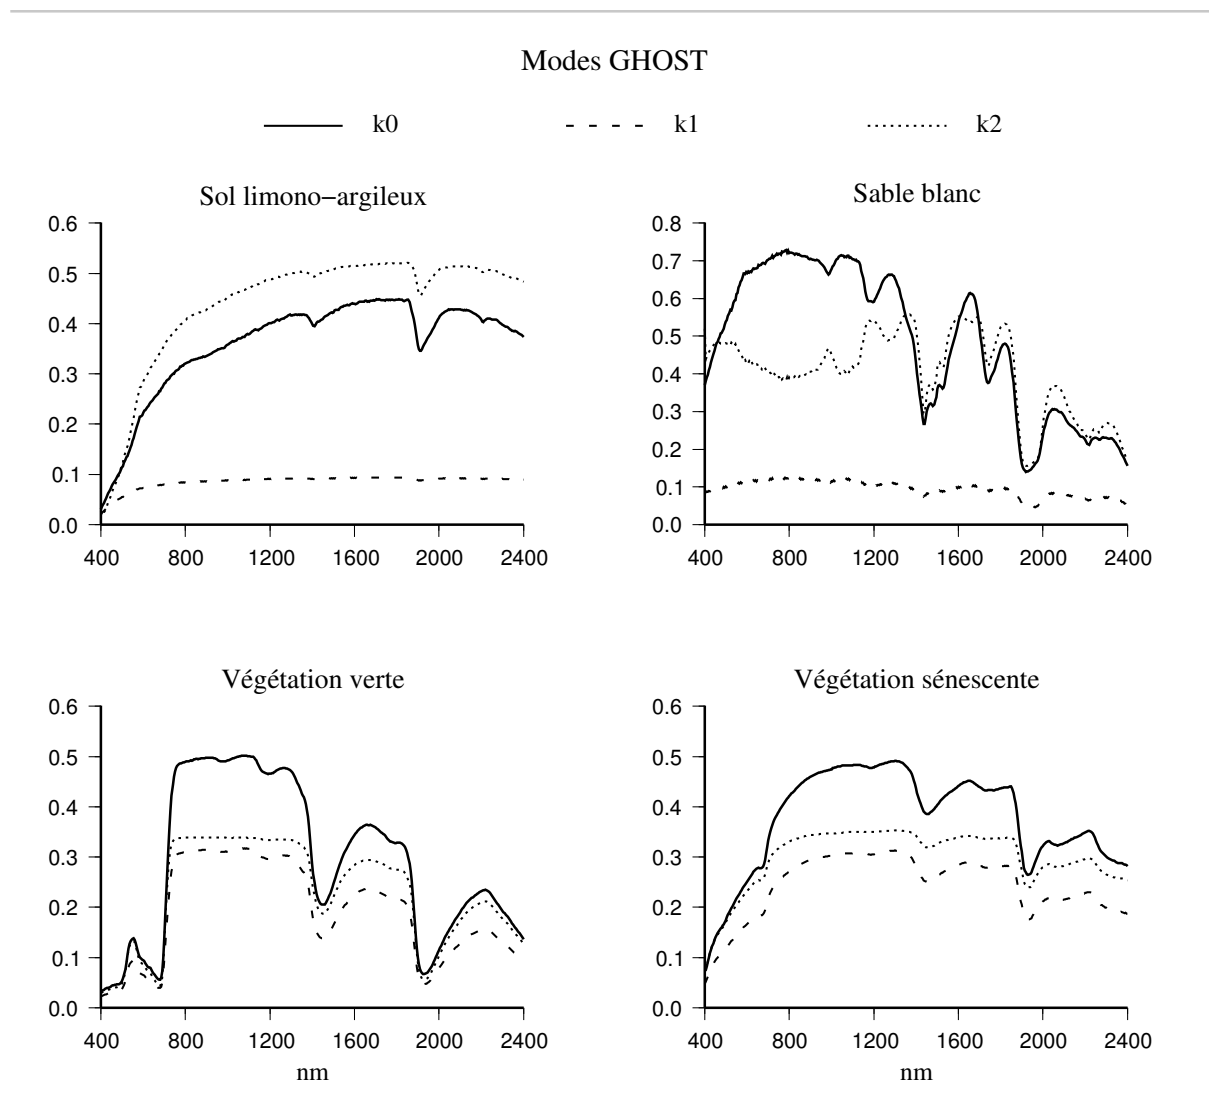 Modes GHOST
k0 k1 k2
Sol limono−argileux
0.6
0.5
0.4
0.3
0.2
0.1
0.0
400 800 1200 1600 2000 2400
Sable blanc
0.8
0.7
0.6
0.5
0.4
0.3
0.2
0.1
0.0
400 800 1200 1600 2000 2400
Végétation verte
0.6
0.5
0.4
0.3
0.2
0.1
0.0
400 800 1200 1600 2000 2400
nm
Végétation sénescente
0.6
0.5
0.4
0.3
0.2
0.1
0.0
400 800 1200 1600 2000 2400
nm